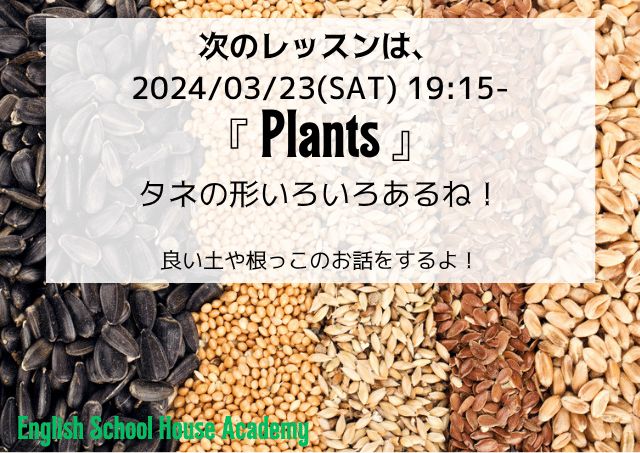 次のレッスンは、
2024/03/23(SAT) 19:15-
『 Plants 』
タネの形いろいろあるね！
良い土や根っこのお話をするよ！
English School House Academy